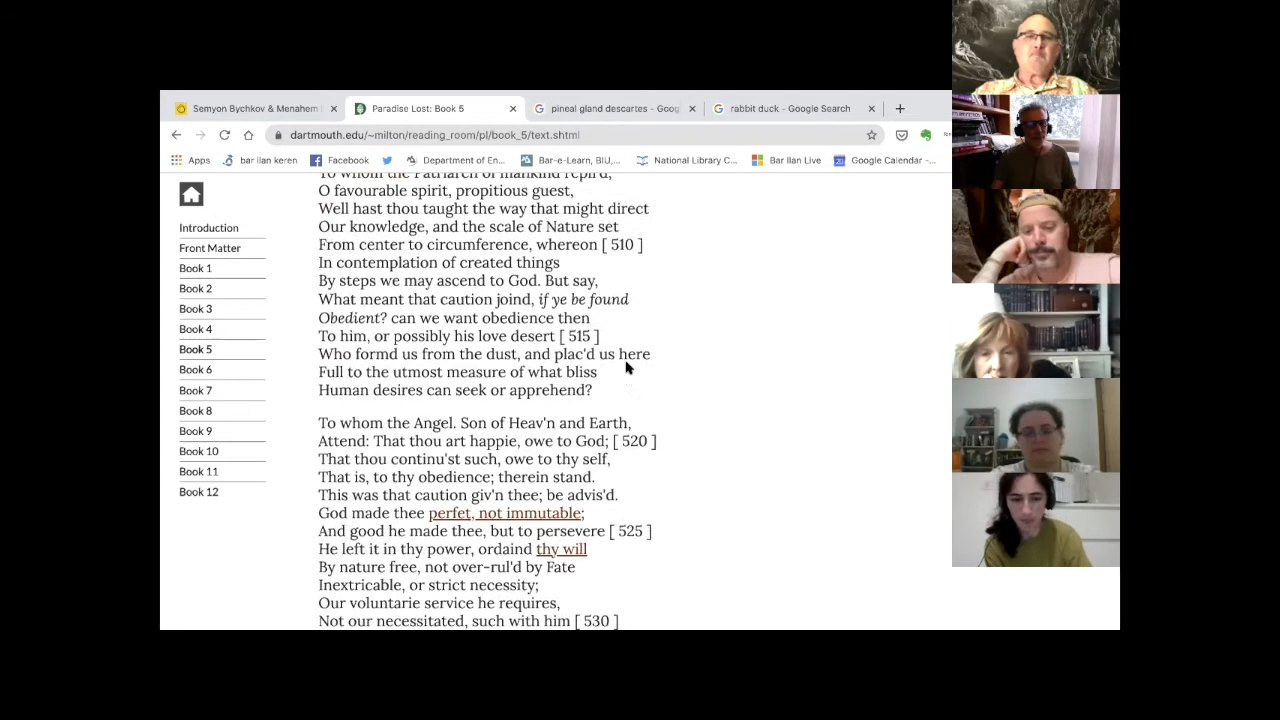 Semyon Bychkov & Menahem
Paradise Lost: Book 5
pineal gland descartes - Goog
rabbit duck - Google Search
dartmouth.edu/~milton/reading_room/pl/book_5/text.shtml
Apps
bar ilan keren
Facebook
Department of En...
Bar-e-Learn, BIU,...
National Library C...
Bar Ilan Live
Google Calendar -...
Introduction
Front Matter
Book 1
Book 2
Book 3
Book 4
Book 5
Book 6
Book 7
Book 8
Book 9
Book 10
Book 11
Book 12
To whom the Patriarch of mankind repli'd,
O favourable spirit, propitious guest,
Well hast thou taught the way that might direct
Our knowledge, and the scale of Nature set
From center to circumference, whereon [ 510 ]
In contemplation of created things
By steps we may ascend to God. But say,
What meant that caution joind, if ye be found
Obedient? can we want obedience then
To him, or possibly his love desert [ 515 ]
Who formd us from the dust, and plac'd us here
Full to the utmost measure of what bliss
Human desires can seek or apprehend?
To whom the Angel. Son of Heav'n and Earth,
Attend: That thou art happie, owe to God; [ 520 ]
That thou continu'st such, owe to thy self,
That is, to thy obedience; therein stand.
This was that caution giv'n thee; be advis'd.
God made thee perfet, not immutable;
And good he made thee, but to persevere [ 525 ]
He left it in thy power, ordaind thy will
By nature free, not over-rul'd by Fate
Inextricable, or strict necessity;
Our voluntarie service he requires,
Not our necessitated, such with him [ 530 ]